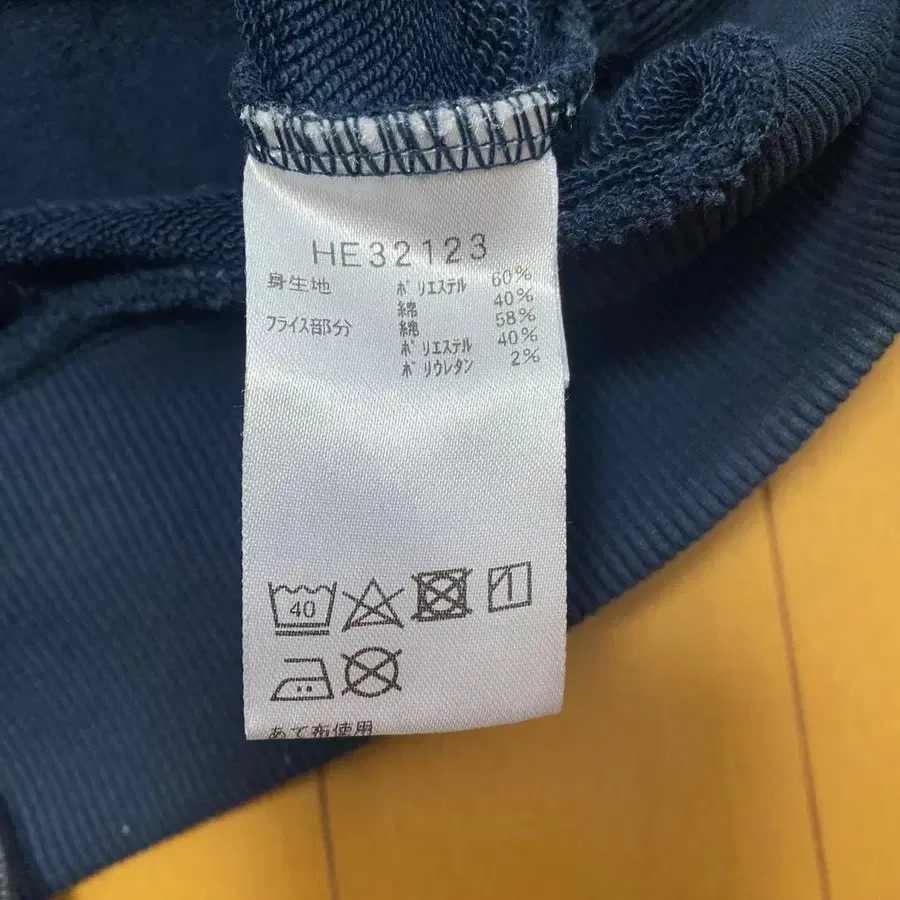 HE32123
身生地 ポリエステル 60%
綿 40%
フライス部分 綿 58%
ポリエステル 40%
ポリウレタン 2%
40
あて布使用